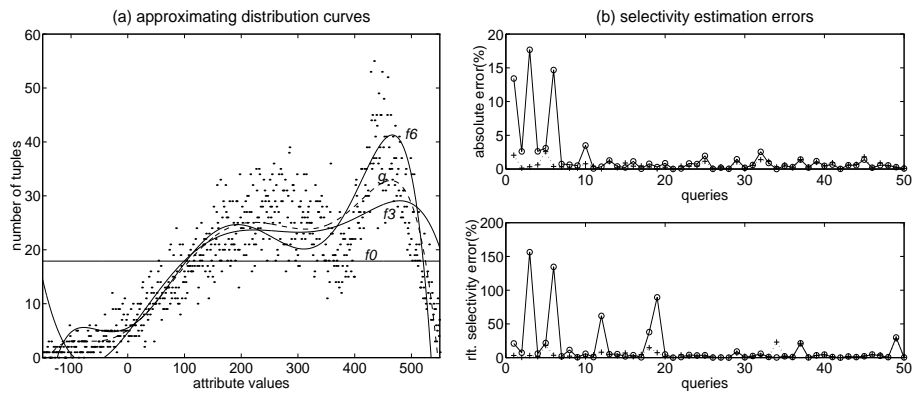 (a) approximating distribution curves
60
50
40
30
20
10
0
number of tuples
f6
g
f3
f0
-100 0 100 200 300 400 500
attribute values
(b) selectivity estimation errors
20
15
10
5
0
absolute error(%)
0 10 20 30 40 50
queries
200
150
100
50
0
rlt. selectivity error(%)
0 10 20 30 40 50
queries